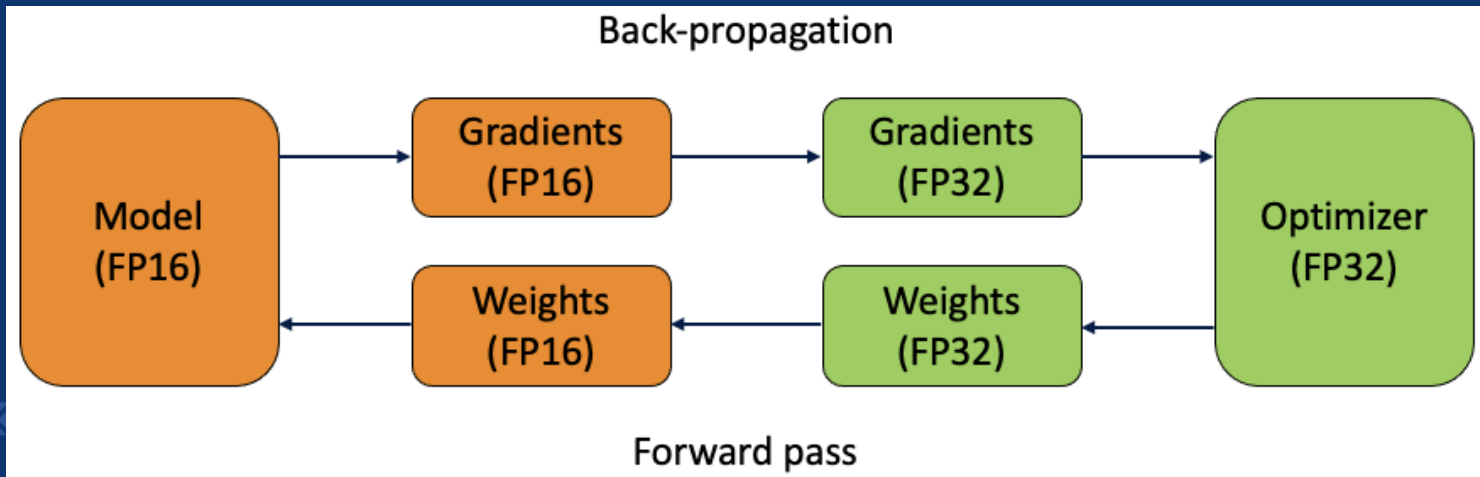 Back-propagation
Model
(FP16)
Gradients
(FP16)
Gradients
(FP32)
Optimizer
(FP32)
Weights
(FP16)
Weights
(FP32)
Forward pass